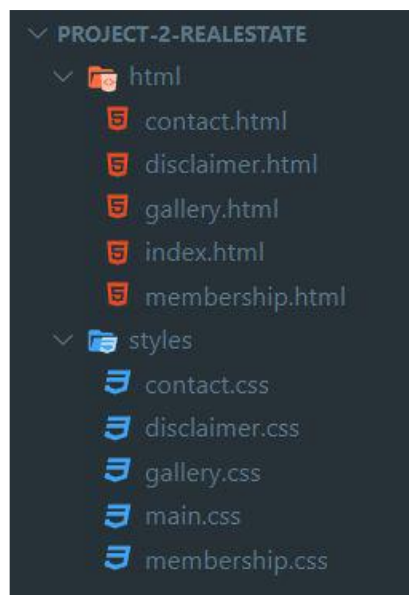 PROJECT-2-REALESTATE
html
contact.html
disclaimer.html
gallery.html
index.html
membership.html
styles
contact.css
disclaimer.css
gallery.css
main.css
membership.css